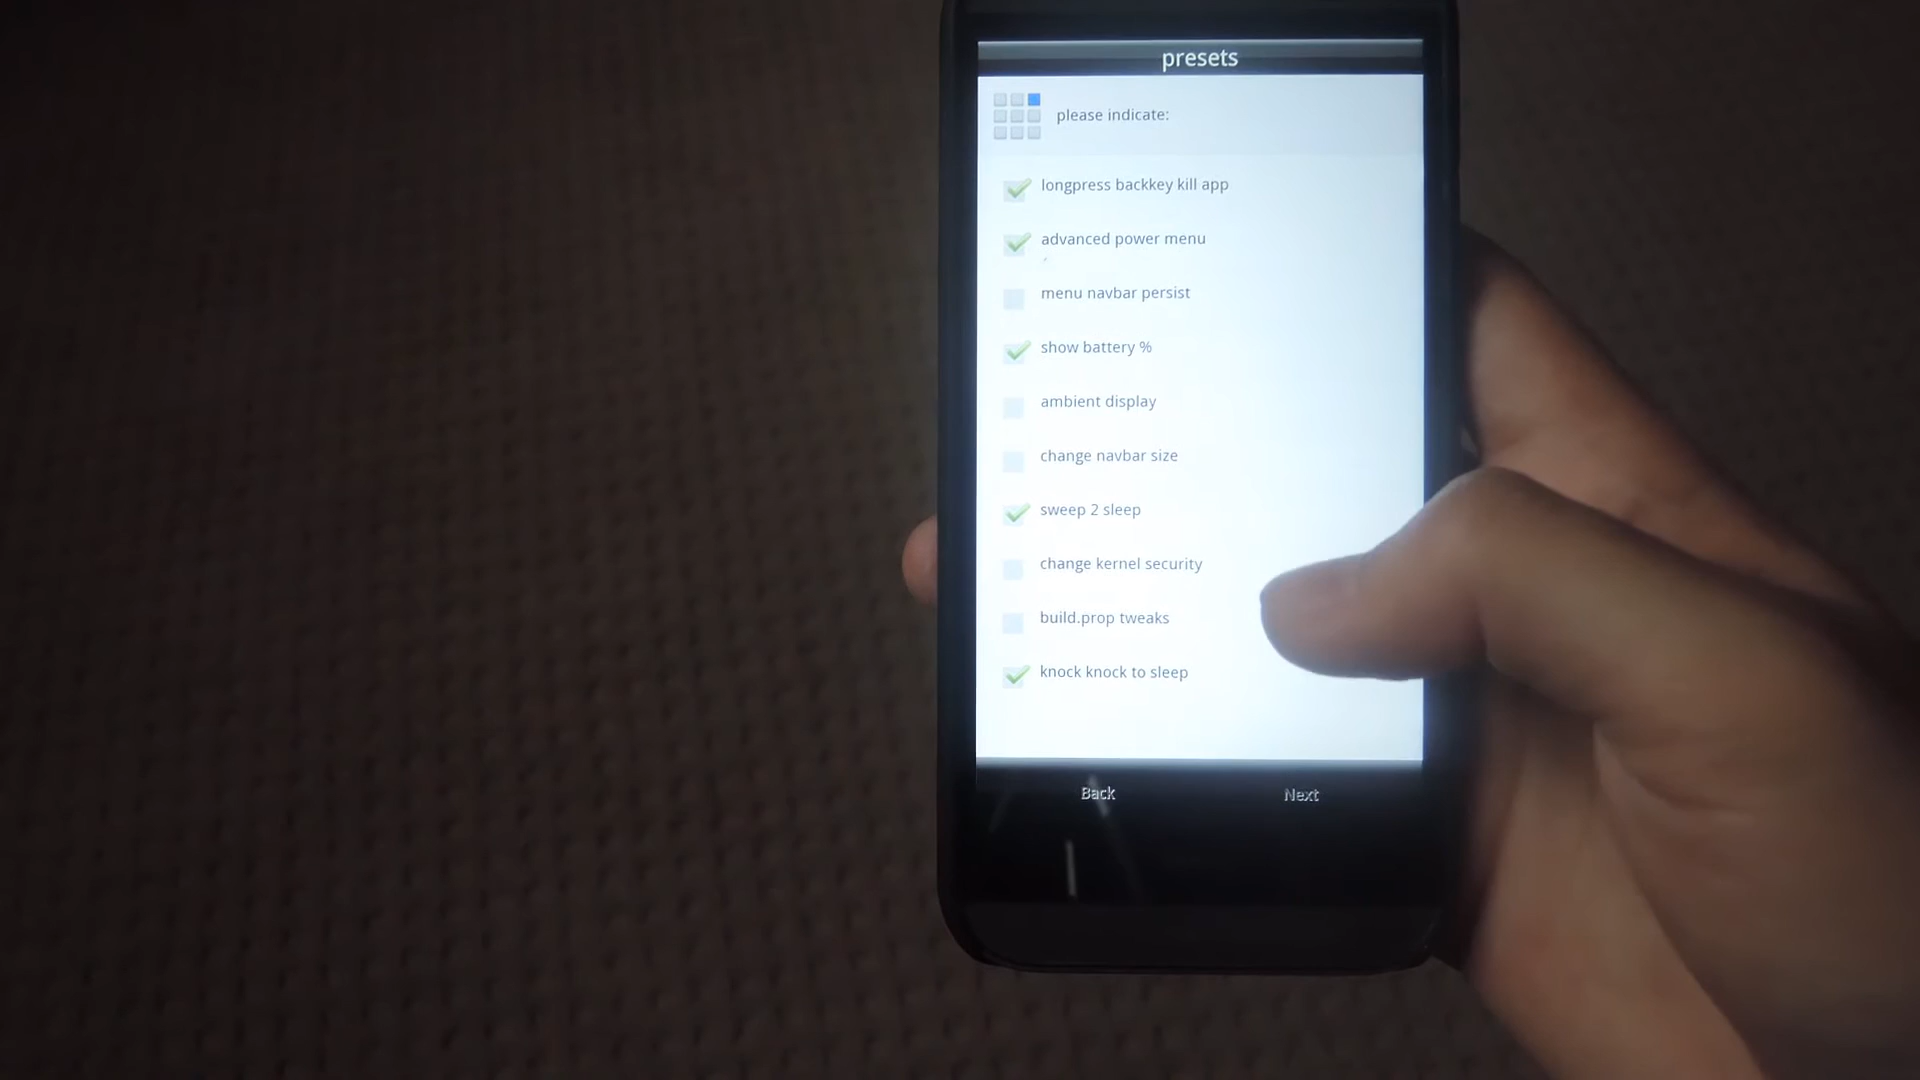 presets
please indicate:
longpress backkey kill app
advanced power menu
menu navbar persist
show battery %
ambient display
change navbar size
sweep 2 sleep
change kernel security
build.prop tweaks
knock knock to sleep
Back
Next